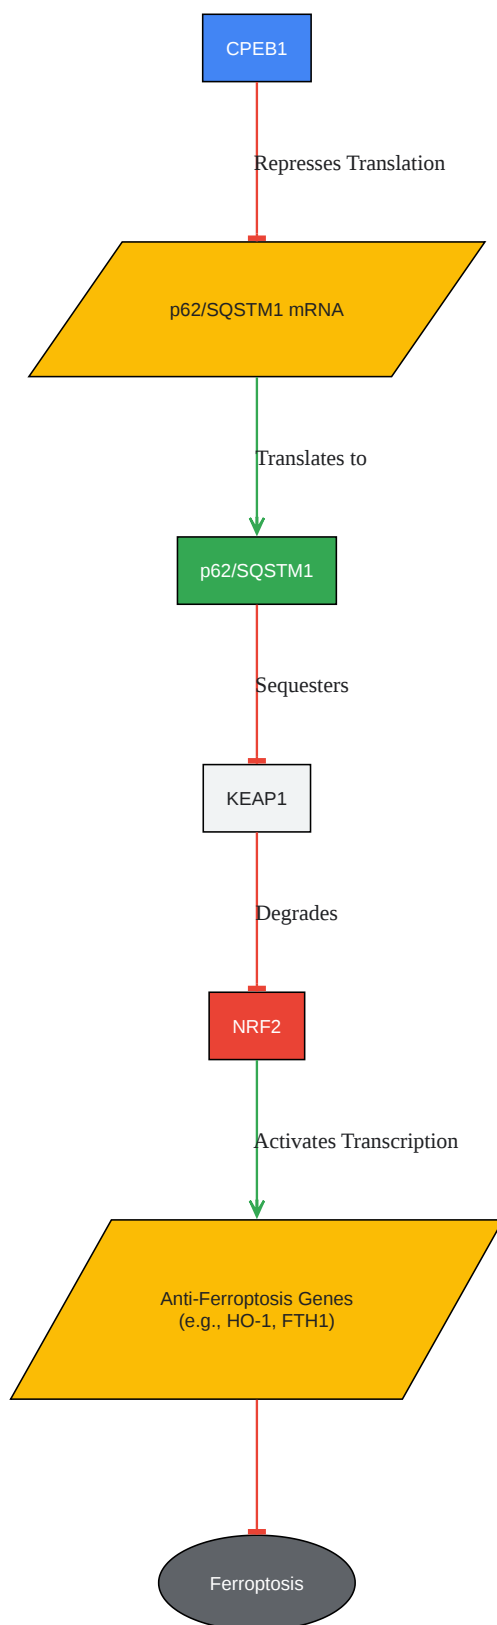 CPEB1
Represses Translation
p62/SQSTM1 mRNA
Translates to
p62/SQSTM1
Sequesters
KEAP1
Degrades
NRF2
Activates Transcription
Anti-Ferroptosis Genes
(e.g., HO-1, FTH1)
Ferroptosis